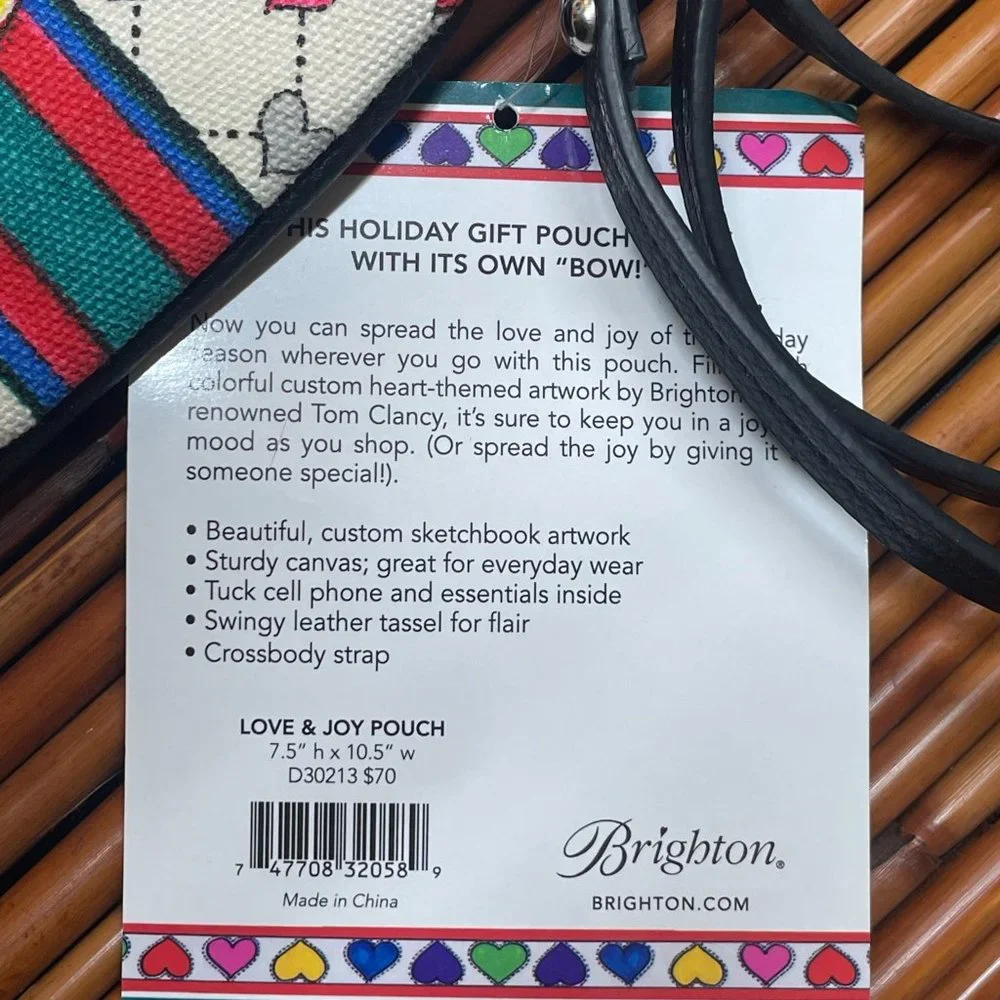 HIS HOLIDAY GIFT POUCH
WITH ITS OWN "BOW!"
Now you can spread the love and joy of day
eason wherever you go with this pouch.
colorful custom heart-themed artwork by Brighton
renowned Tom Clancy, it's sure to keep you in a
mood as you shop. (Or spread the joy by giving it
someone special!).
• Beautiful, custom sketchbook artwork
• Sturdy canvas; great for everyday wear
• Tuck cell phone and essentials inside
• Swingy leather tassel for flair
• Crossbody strap
LOVE & JOY POUCH
7.5" h x 10.5" w
D30213 $70
7 47708 32058 9
Made in China
Brighton®
BRIGHTON.COM